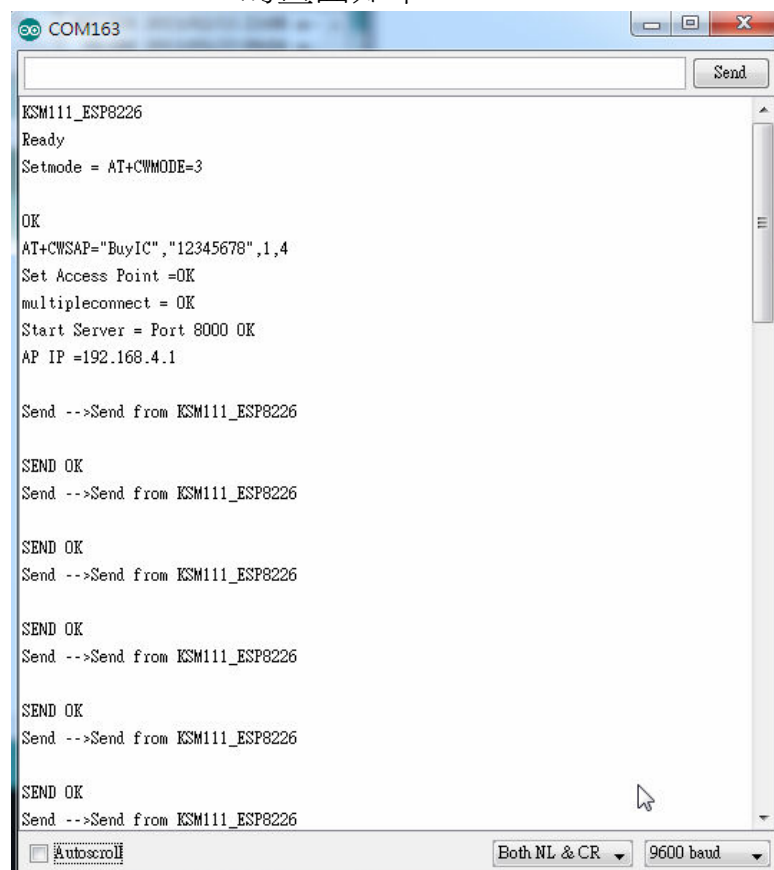 COM163
Send
KSM111_ESP8226
Ready
Setmode = AT+CWMODE=3
OK
AT+CWSAP="BuyIC","12345678",1,4
Set Access Point =OK
multipleconnect = OK
Start Server = Port 8000 OK
AP IP =192.168.4.1
Send -->Send from KSM111_ESP8226
SEND OK
Send -->Send from KSM111_ESP8226
SEND OK
Send -->Send from KSM111_ESP8226
SEND OK
Send -->Send from KSM111_ESP8226
SEND OK
Send -->Send from KSM111_ESP8226
SEND OK
Send -->Send from KSM111_ESP8226
Autoscroll Both NL & CR 9600 baud